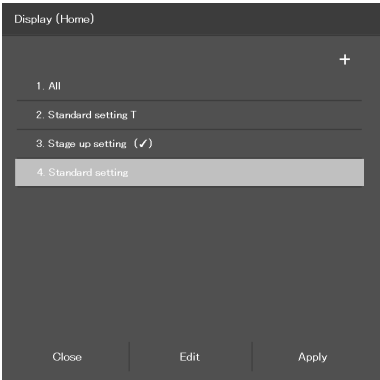 Display (Home)
+
1. All
2. Standard setting T
3. Stage up setting (✓)
4. Standard setting
Close Edit Apply